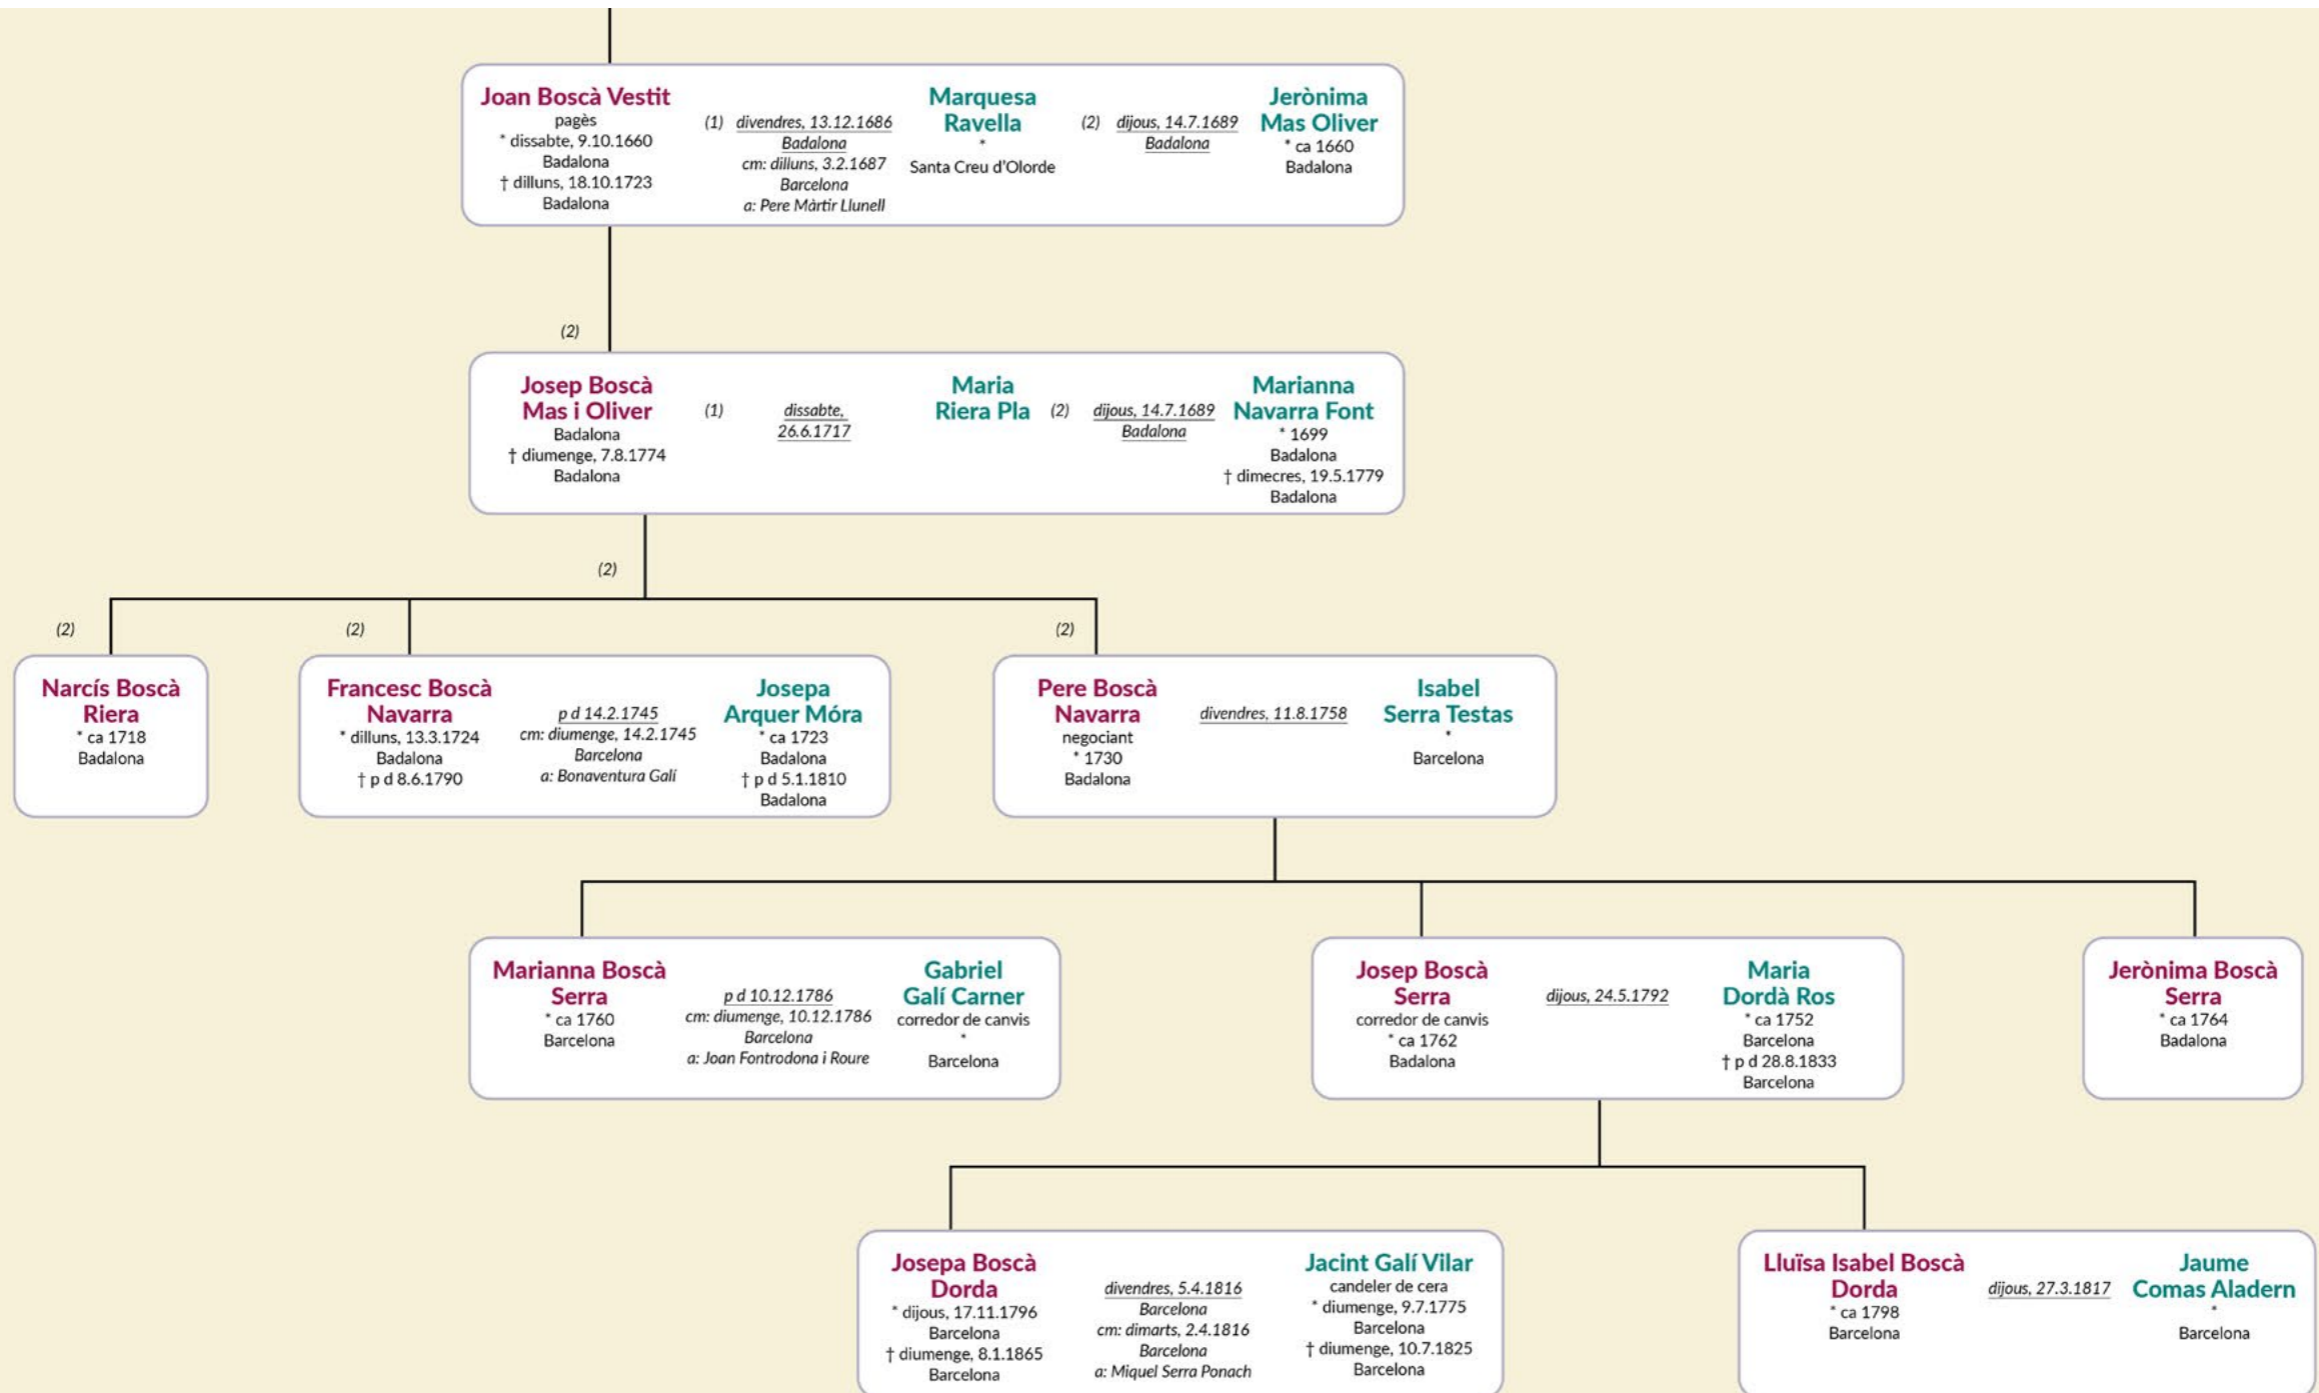 Joan Boscà Vestit
pagès
* dissabte, 9.10.1660
Badalona
† dilluns, 18.10.1723
Badalona
(1)
divendres, 13.12.1686
Badalona
cm: dilluns, 3.2.1687
Barcelona
a: Pere Màrtir Llunell
Marquesa
Ravella
*
Santa Creu d'Olorde
(2)
dijous, 14.7.1689
Badalona
Jerònima
Mas Oliver
* ca 1660
Badalona
(2)
Josep Boscà
Mas i Oliver
Badalona
† diumenge, 7.8.1774
Badalona
(1)
dissabte,
26.6.1717
Maria
Riera Pla
(2)
dijous, 14.7.1689
Badalona
Marianna
Navarra Font
* 1699
Badalona
† dimecres, 19.5.1779
Badalona
(2)
(2)
Narcís Boscà
Riera
* ca 1718
Badalona
(2)
Francesc Boscà
Navarra
* dilluns, 13.3.1724
Badalona
† p d 8.6.1790
p d 14.2.1745
cm: diumenge, 14.2.1745
Barcelona
a: Bonaventura Galí
Josepa
Arquer Móra
* ca 1723
Badalona
† p d 5.1.1810
Badalona
(2)
Pere Boscà
Navarra
negociant
* 1730
Badalona
divendres, 11.8.1758
Isabel
Serra Testas
*
Barcelona
Marianna Boscà
Serra
* ca 1760
Barcelona
p d 10.12.1786
cm: diumenge, 10.12.1786
Barcelona
a: Joan Fontrodona i Roure
Gabriel
Galí Carner
corredor de canvis
*
Barcelona
Josep Boscà
Serra
corredor de canvis
* ca 1762
Badalona
dijous, 24.5.1792
Maria
Dordà Ros
* ca 1752
Barcelona
† p d 28.8.1833
Barcelona
Jerònima Boscà
Serra
* ca 1764
Badalona
Josepa Boscà
Dorda
* dijous, 17.11.1796
Barcelona
† diumenge, 8.1.1865
Barcelona
divendres, 5.4.1816
Barcelona
cm: dimarts, 2.4.1816
Barcelona
a: Miquel Serra Ponach
Jacint Galí Vilar
candeler de cera
* diumenge, 9.7.1775
Barcelona
† diumenge, 10.7.1825
Barcelona
Lluïsa Isabel Boscà
Dorda
* ca 1798
Barcelona
dijous, 27.3.1817
Jaume
Comas Aladern
*
Barcelona